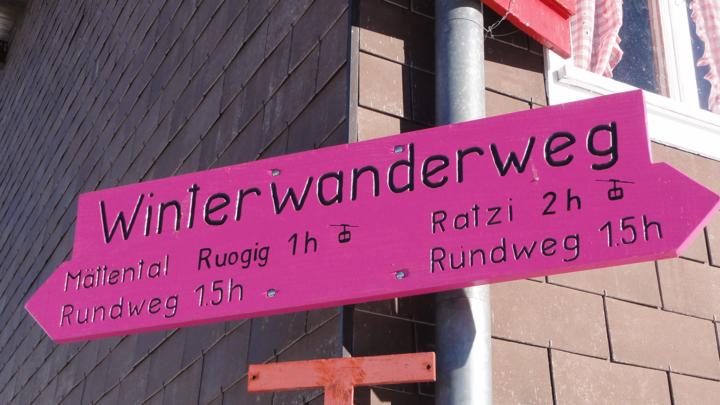 Winterwanderweg
Mättental Ruogig 1h
Rundweg 1.5h
Ratzi 2h
Rundweg 1.5h